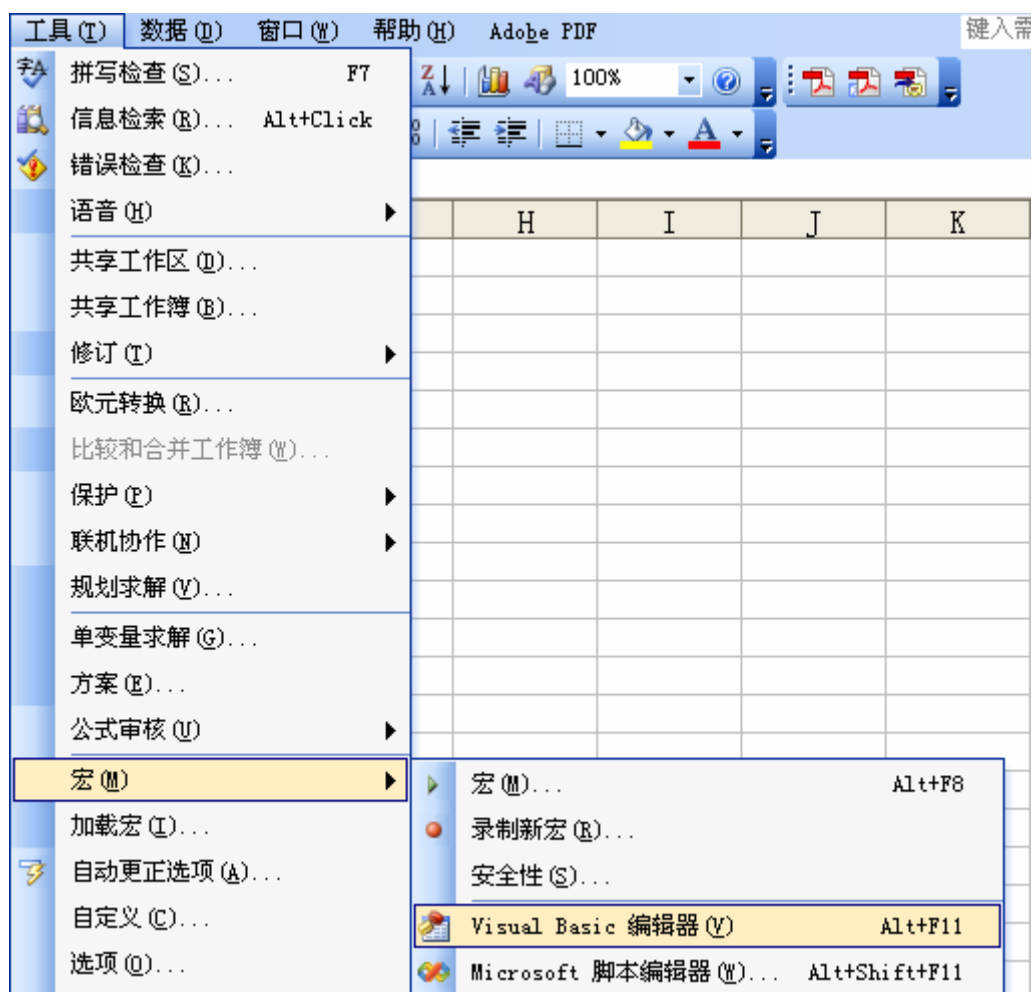 工具(T) 数据(D) 窗口(W) 帮助(H) Adobe PDF 键入需
拼写检查(S)... F7
100%
信息检索(R)... Alt+Click
错误检查(K)...
语音(H)
H I J K
共享工作区(D)...
共享工作簿(B)...
修订(T)
欧元转换(R)...
比较和合并工作簿(W)...
保护(P)
联机协作(N)
规划求解(V)...
单变量求解(G)...
方案(E)...
公式审核(U)
宏(M)
宏(M)... Alt+F8
加载宏(I)...
录制新宏(R)...
自动更正选项(A)...
安全性(S)...
自定义(C)...
Visual Basic 编辑器(V) Alt+F11
选项(O)...
Microsoft 脚本编辑器(W)... Alt+Shift+F11